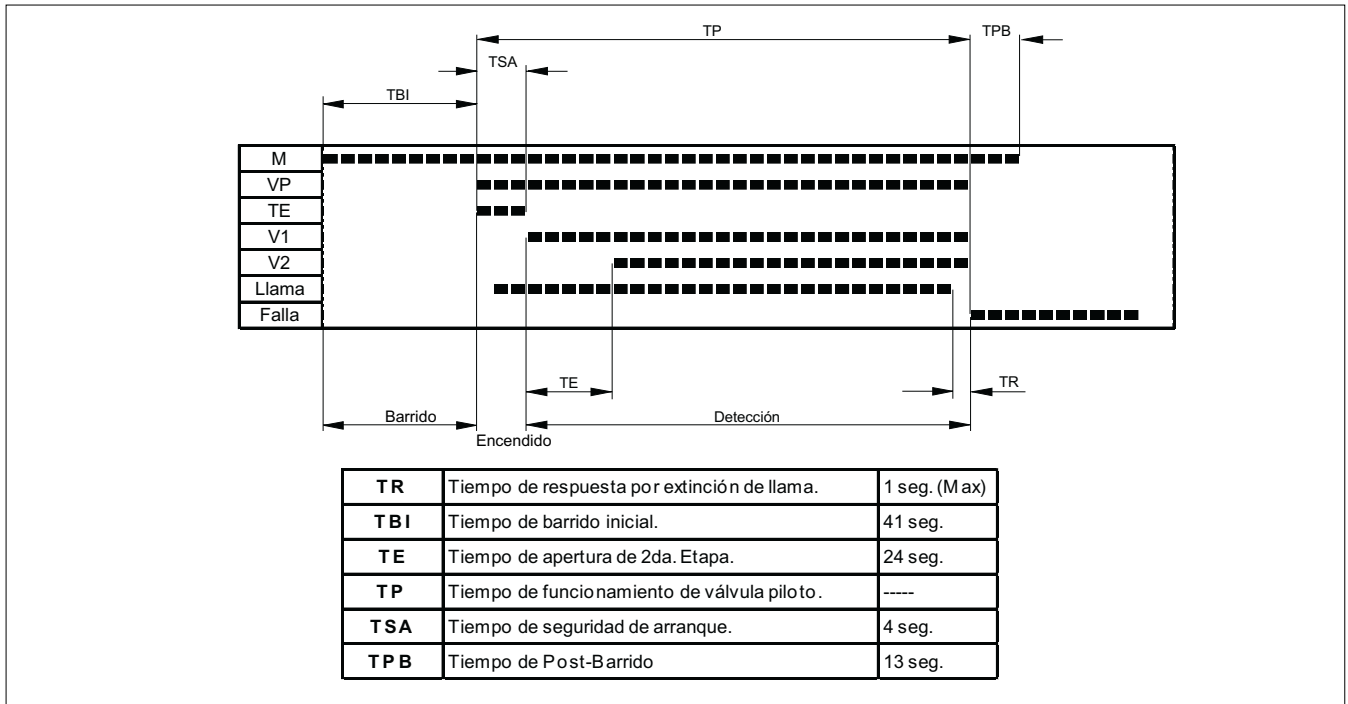 TP
TPB
TSA
TBI
M
VP
TE
V1
V2
Llama
Falla
TE
TR
Barrido
Detección
Encendido
TR Tiempo de respuesta por extinción de llama. 1 seg. (Max)
TBI Tiempo de barrido inicial. 41 seg.
TE Tiempo de apertura de 2da. Etapa. 24 seg.
TP Tiempo de funcionamiento de válvula piloto. -----
TSA Tiempo de seguridad de arranque. 4 seg.
TPB Tiempo de Post-Barrido 13 seg.